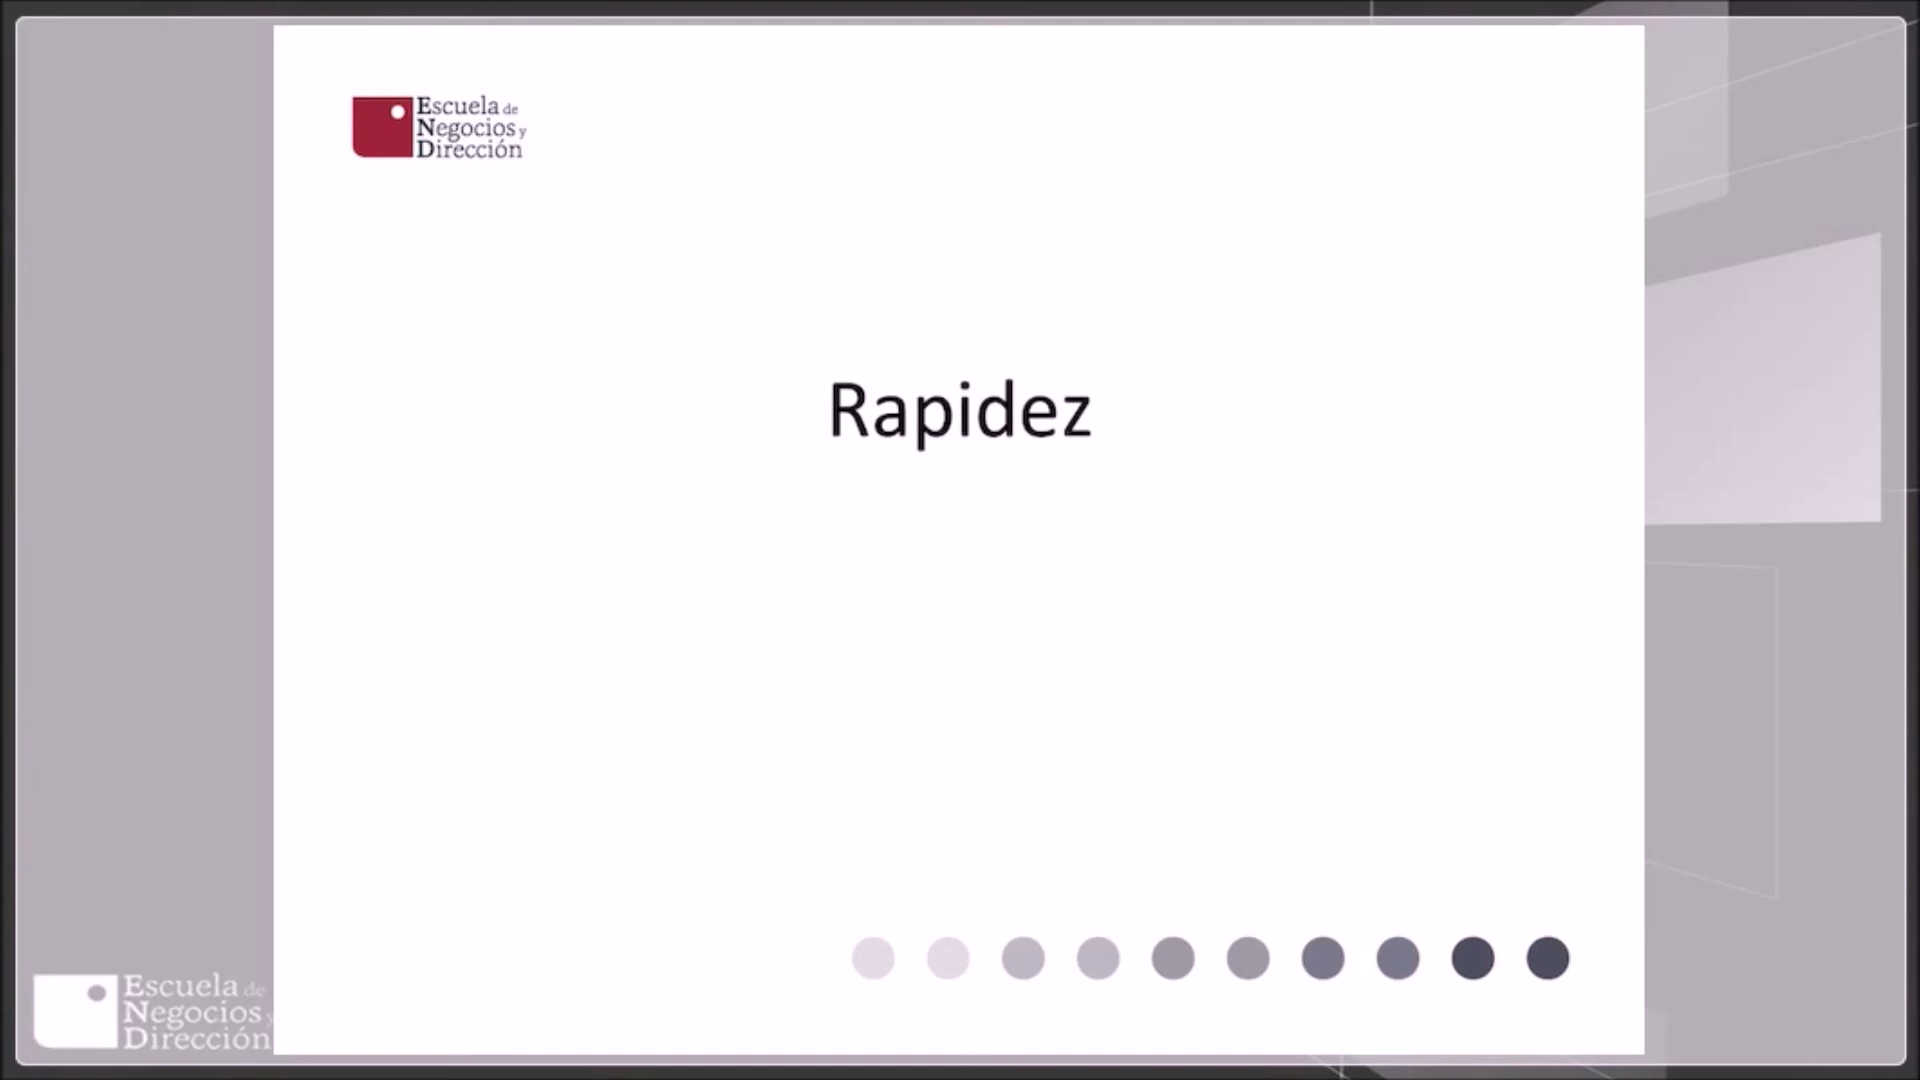 Escuela de
Negocios y
Dirección
Rapidez
Escuela de
Negocios y
Dirección